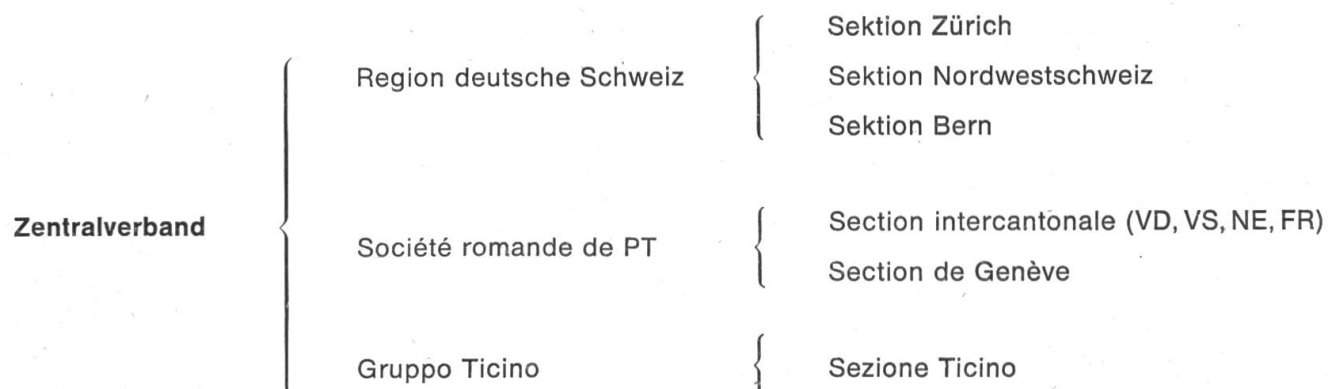 Zentralverband
Region deutsche Schweiz
Sektion Zürich
Sektion Nordwestschweiz
Sektion Bern
Société romande de PT
Section intercantonale (VD, VS, NE, FR)
Section de Genève
Gruppo Ticino
Sezione Ticino